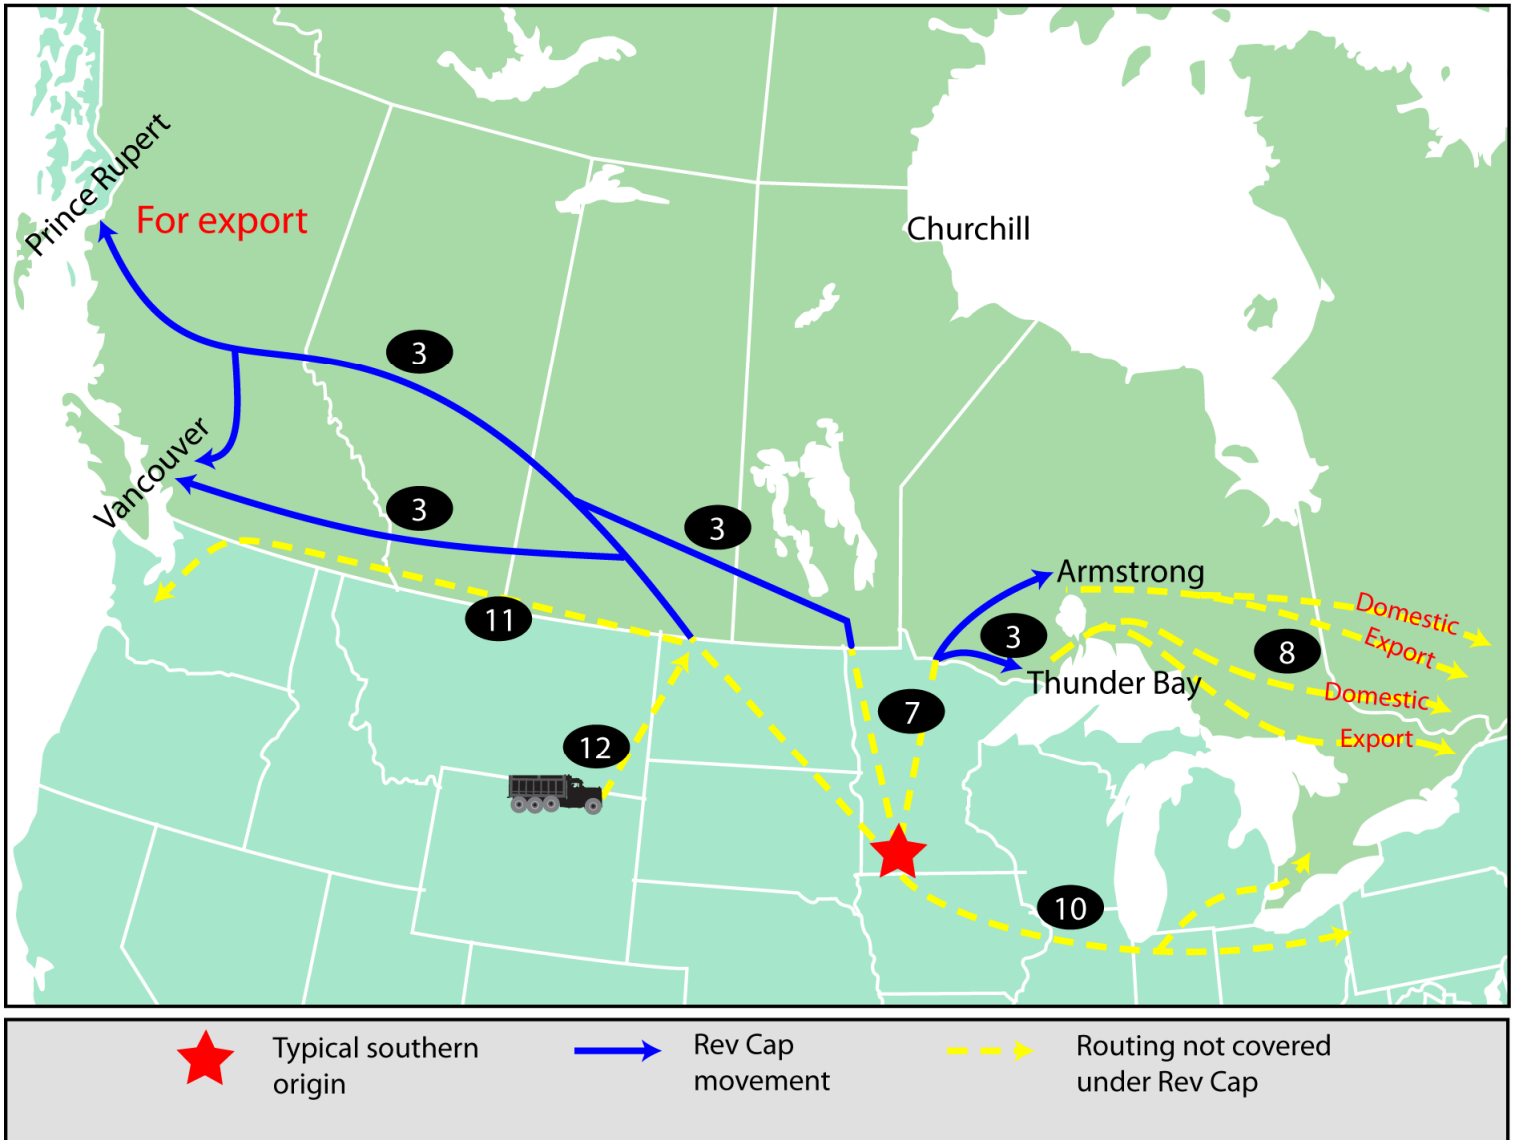 Prince Rupert
For export
Churchill
3
Vancouver
3
3
Armstrong
Domestic
Export
3
8
11
Thunder Bay
Domestic
7
Export
12
10
Typical southern
origin
Rev Cap
movement
Routing not covered
under Rev Cap